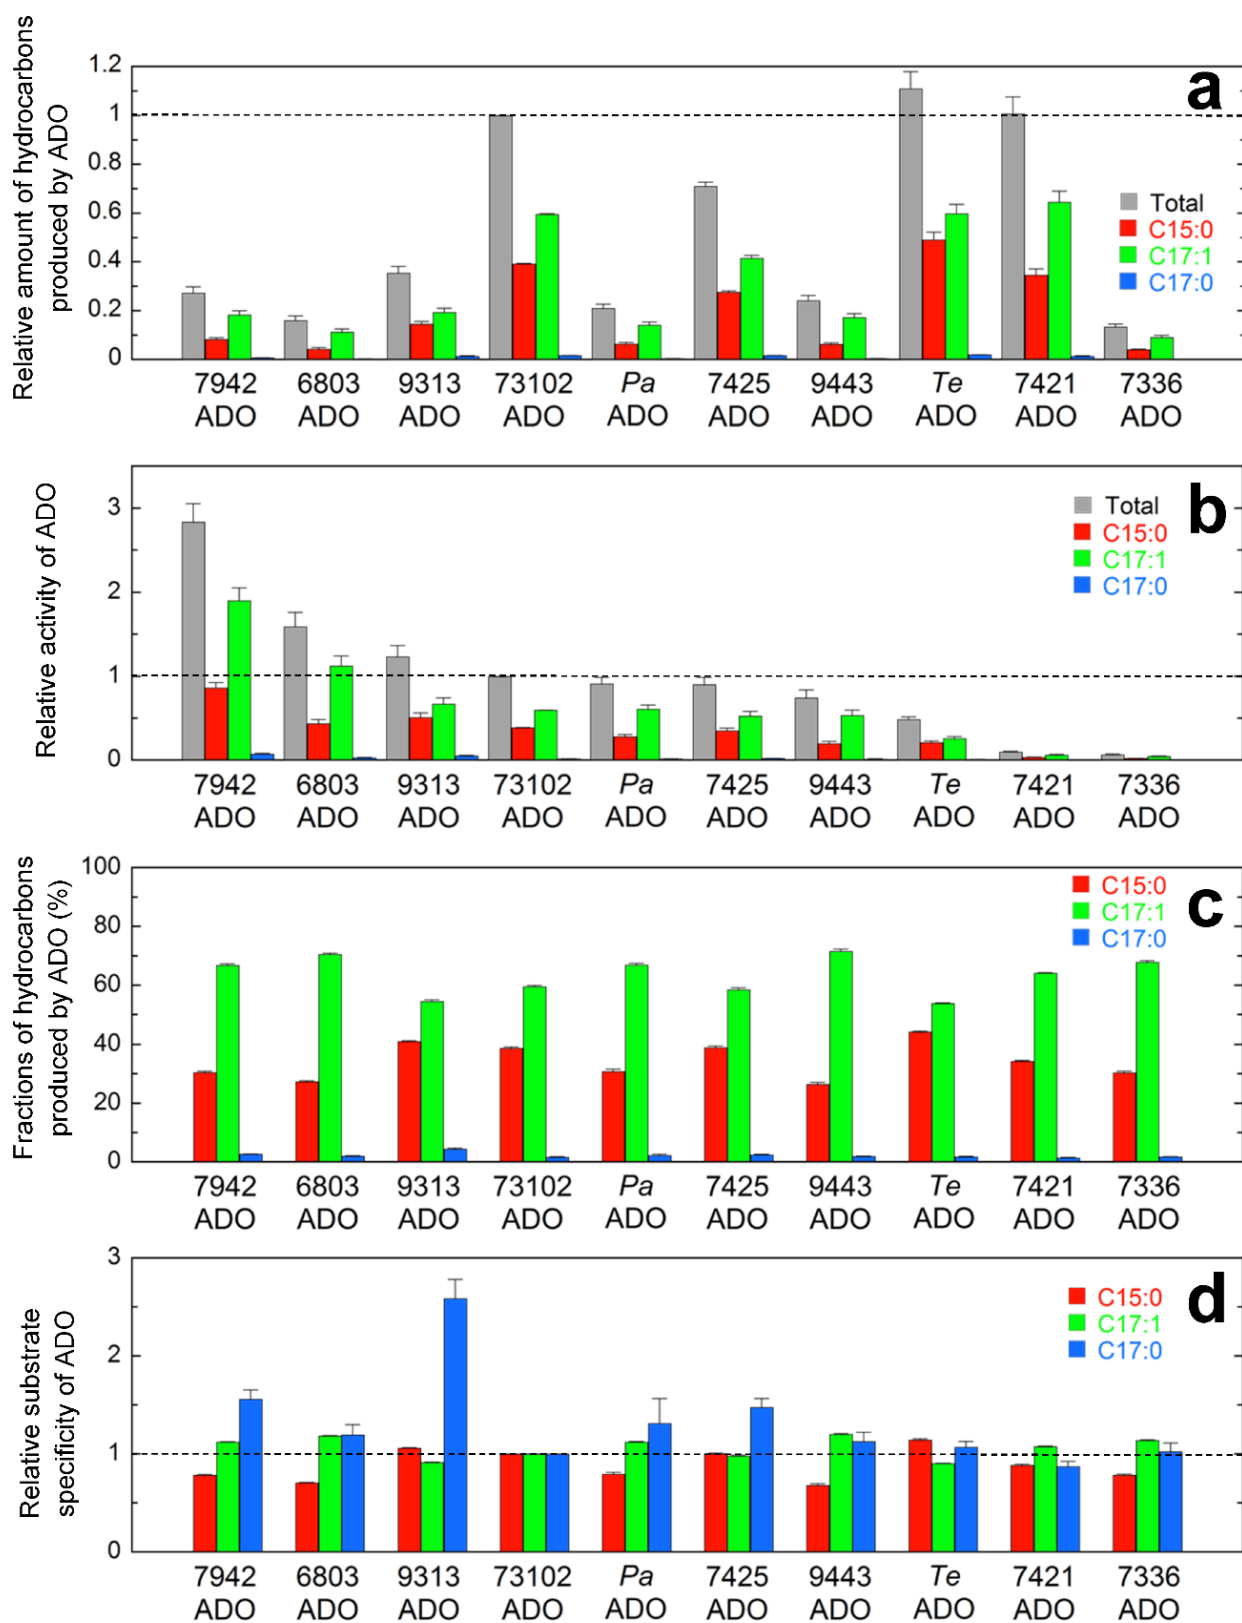 Relative amount of hydrocarbons
produced by ADO
a
1.2
1
0.8
0.6
0.4
0.2
0
Total
C15:0
C17:1
C17:0
7942 6803 9313 73102 Pa 7425 9443 Te 7421 7336
ADO ADO ADO ADO ADO ADO ADO ADO ADO ADO
Relative activity of ADO
b
3
2
1
0
Total
C15:0
C17:1
C17:0
7942 6803 9313 73102 Pa 7425 9443 Te 7421 7336
ADO ADO ADO ADO ADO ADO ADO ADO ADO ADO
Fractions of hydrocarbons
produced by ADO (%)
c
100
80
60
40
20
0
C15:0
C17:1
C17:0
7942 6803 9313 73102 Pa 7425 9443 Te 7421 7336
ADO ADO ADO ADO ADO ADO ADO ADO ADO ADO
Relative substrate
specificity of ADO
d
3
2
1
0
C15:0
C17:1
C17:0
7942 6803 9313 73102 Pa 7425 9443 Te 7421 7336
ADO ADO ADO ADO ADO ADO ADO ADO ADO ADO